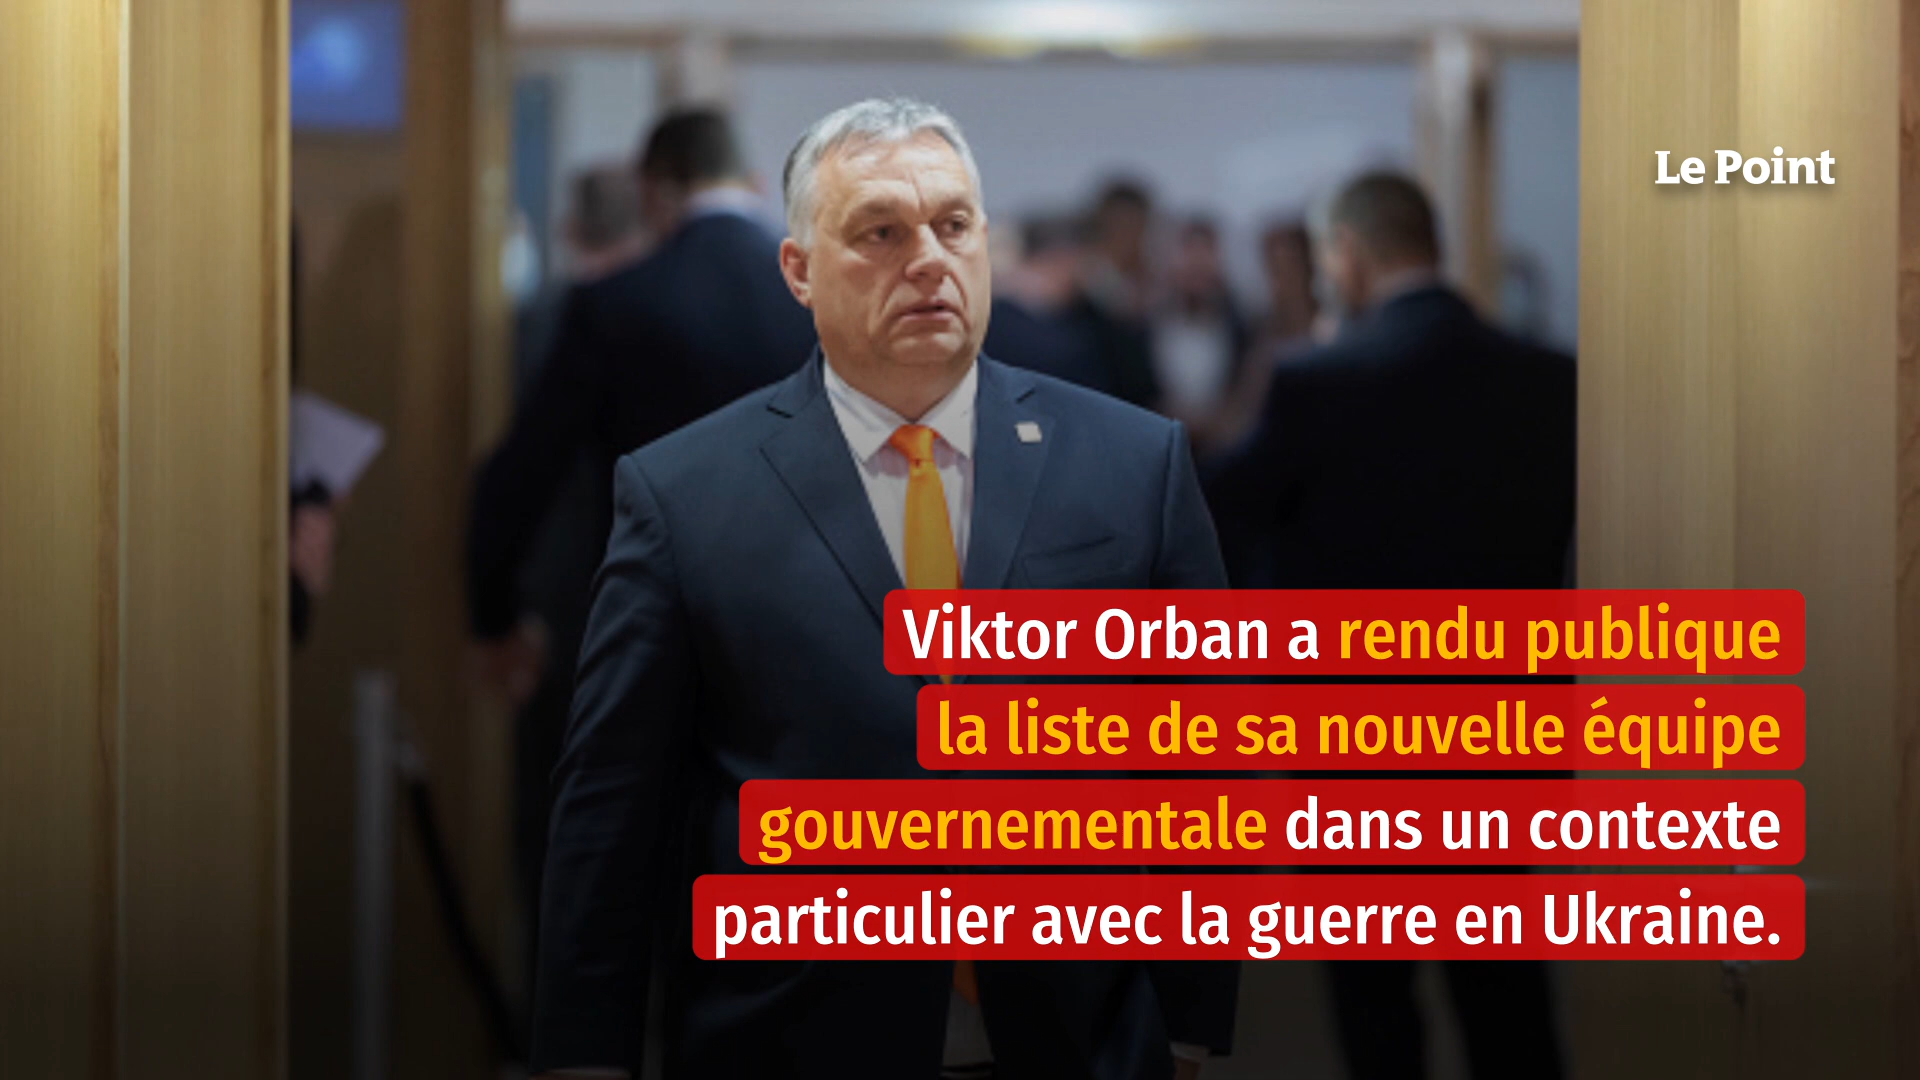 Le Point
Viktor Orban a rendu publique
la liste de sa nouvelle équipe
gouvernementale dans un contexte
particulier avec la guerre en Ukraine.